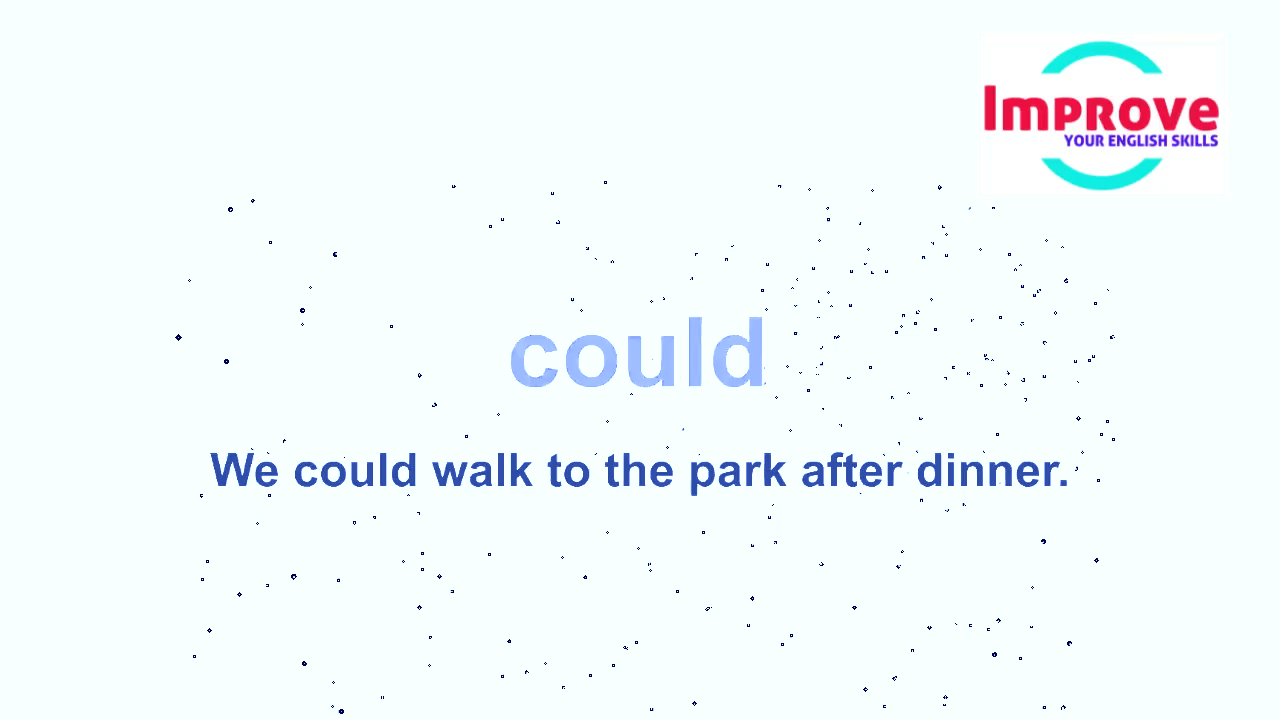 Improve
YOUR ENGLISH SKILLS
could
We could walk to the park after dinner.